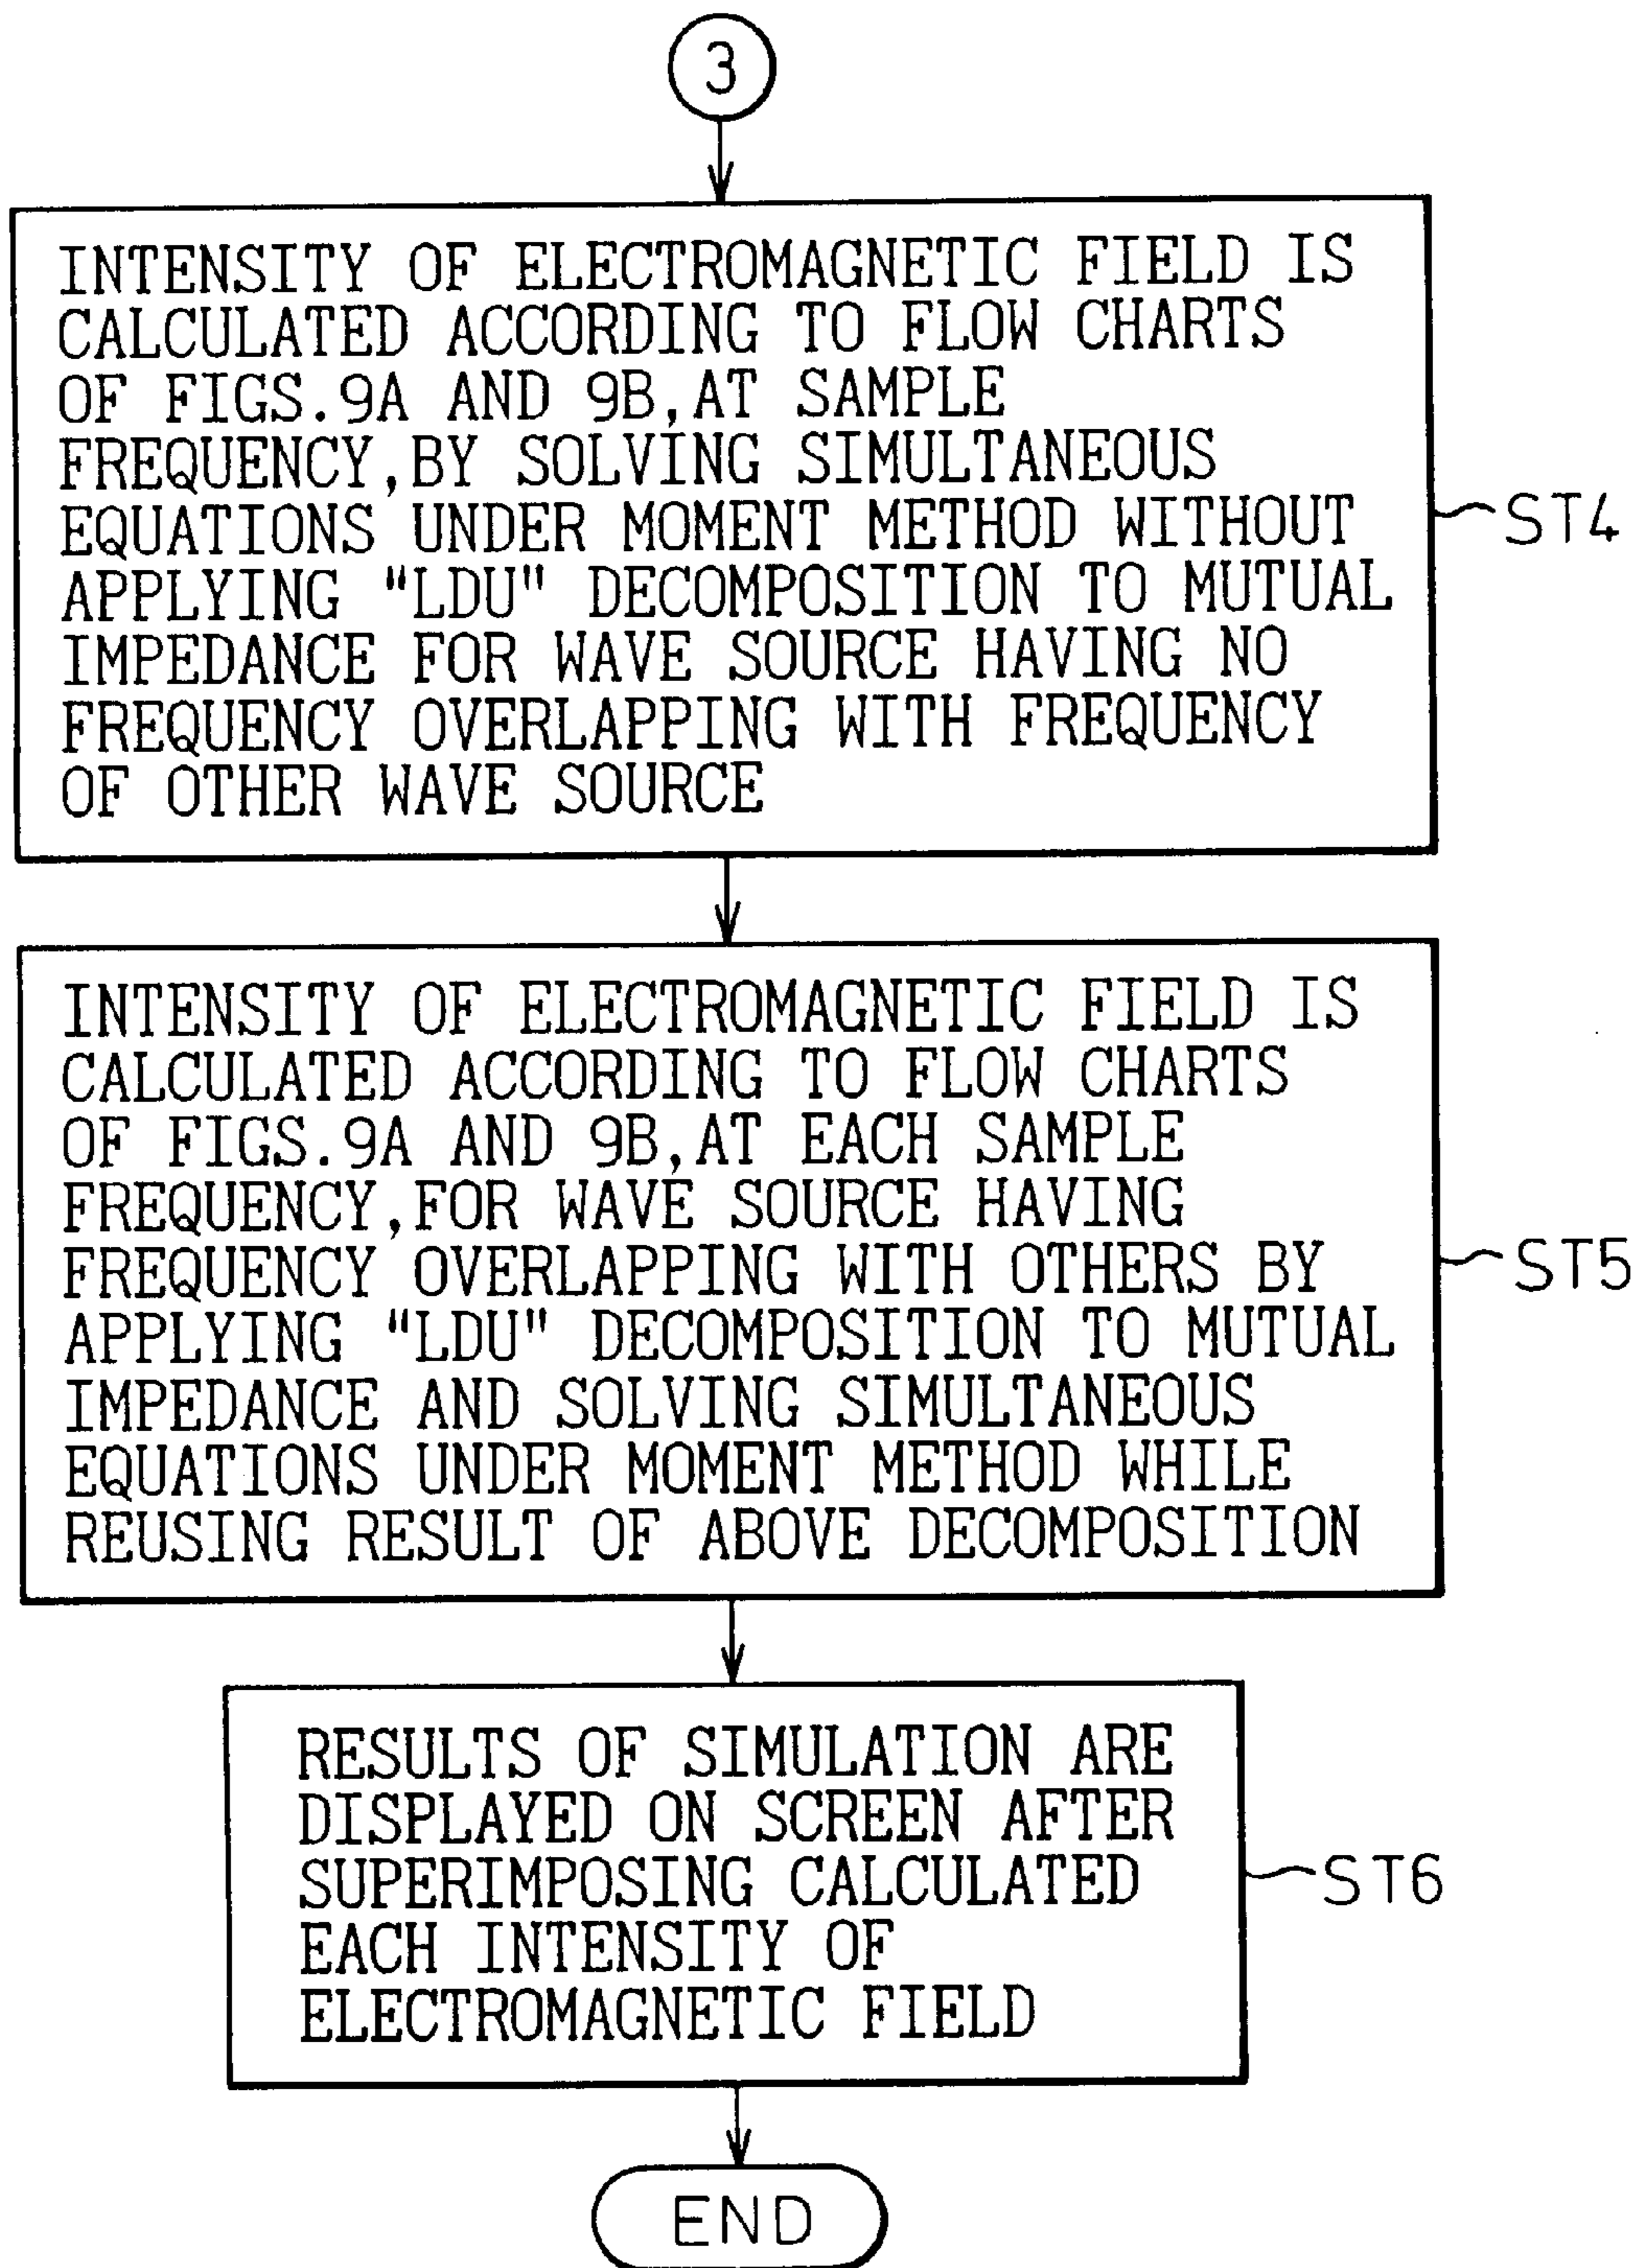 3
INTENSITY OF ELECTROMAGNETIC FIELD IS
CALCULATED ACCORDING TO FLOW CHARTS
OF FIGS.9A AND 9B,AT SAMPLE
FREQUENCY,BY SOLVING SIMULTANEOUS
EQUATIONS UNDER MOMENT METHOD WITHOUT
APPLYING "LDU" DECOMPOSITION TO MUTUAL
IMPEDANCE FOR WAVE SOURCE HAVING NO
FREQUENCY OVERLAPPING WITH FREQUENCY
OF OTHER WAVE SOURCE
ST4
INTENSITY OF ELECTROMAGNETIC FIELD IS
CALCULATED ACCORDING TO FLOW CHARTS
OF FIGS.9A AND 9B,AT EACH SAMPLE
FREQUENCY,FOR WAVE SOURCE HAVING
FREQUENCY OVERLAPPING WITH OTHERS BY
APPLYING "LDU" DECOMPOSITION TO MUTUAL
IMPEDANCE AND SOLVING SIMULTANEOUS
EQUATIONS UNDER MOMENT METHOD WHILE
REUSING RESULT OF ABOVE DECOMPOSITION
ST5
RESULTS OF SIMULATION ARE
DISPLAYED ON SCREEN AFTER
SUPERIMPOSING CALCULATED
EACH INTENSITY OF
ELECTROMAGNETIC FIELD
ST6
END